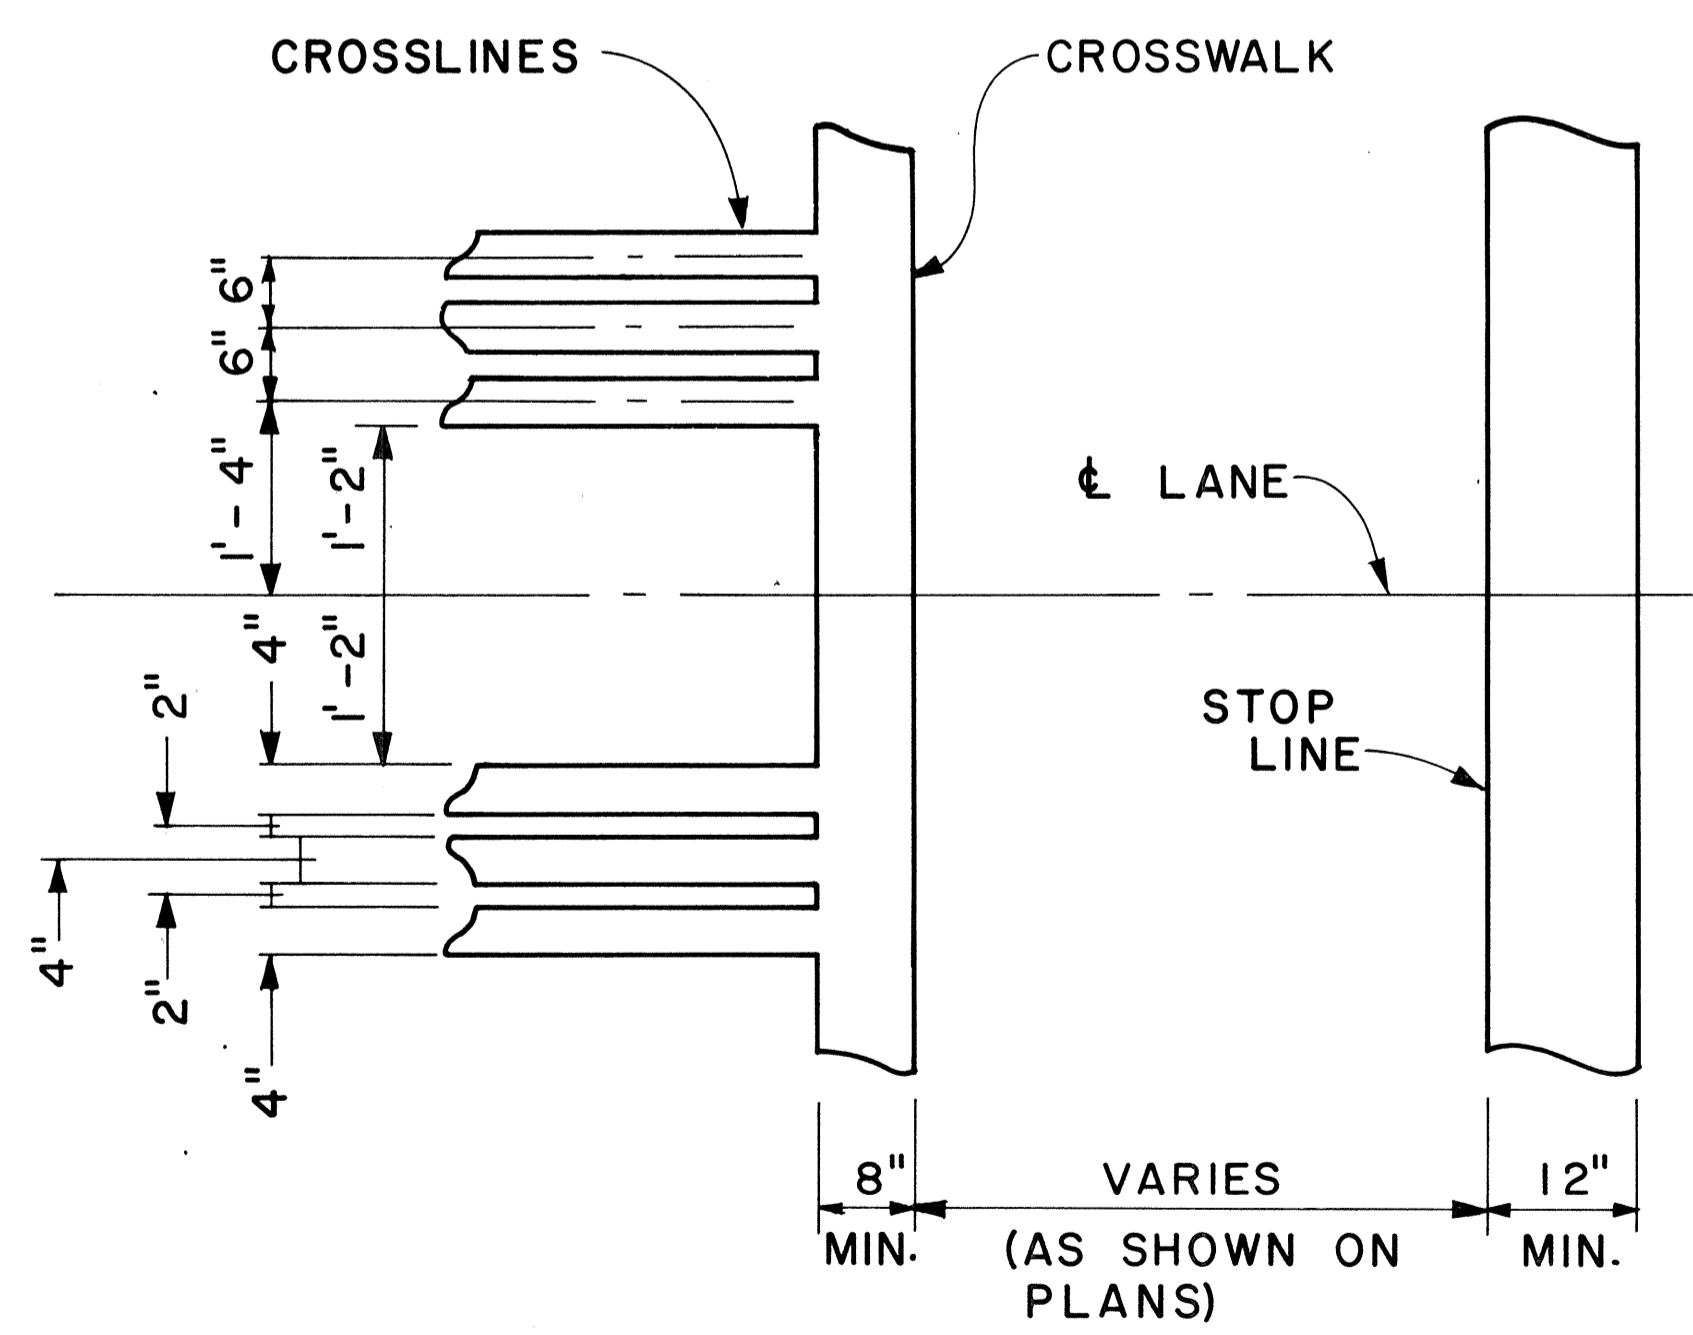 CROSSLINES
CROSSWALK
6"
6"
1'-4"
1'-2"
℄ LANE
4"
1'-2"
2"
STOP
LINE
4"
2"
4"
8"
MIN.
VARIES
(AS SHOWN ON
PLANS)
12"
MIN.